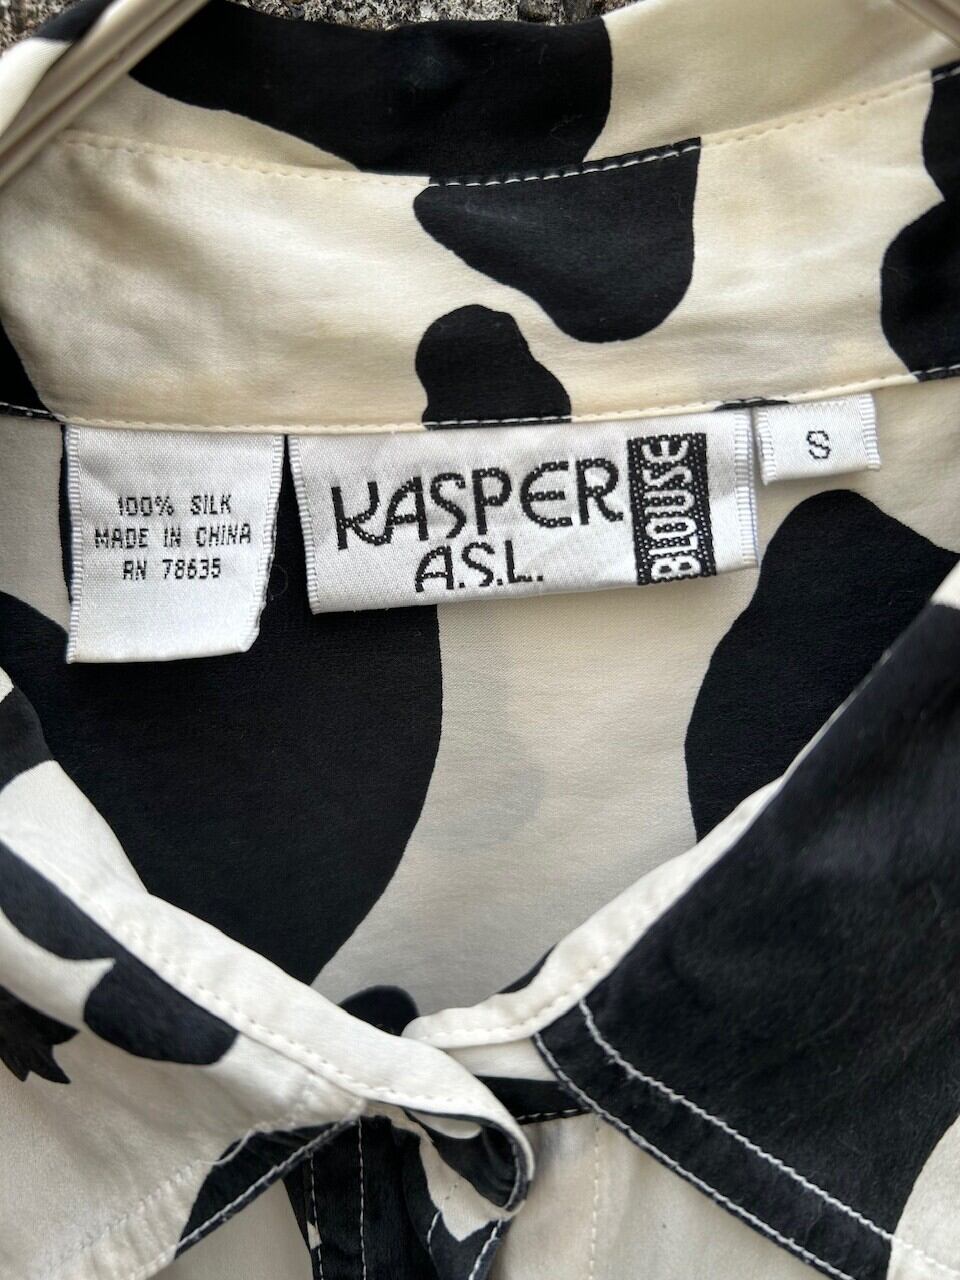 100% SILK
MADE IN CHINA
RN 78635
KASPER
A.S.L.
BLOUSE
S